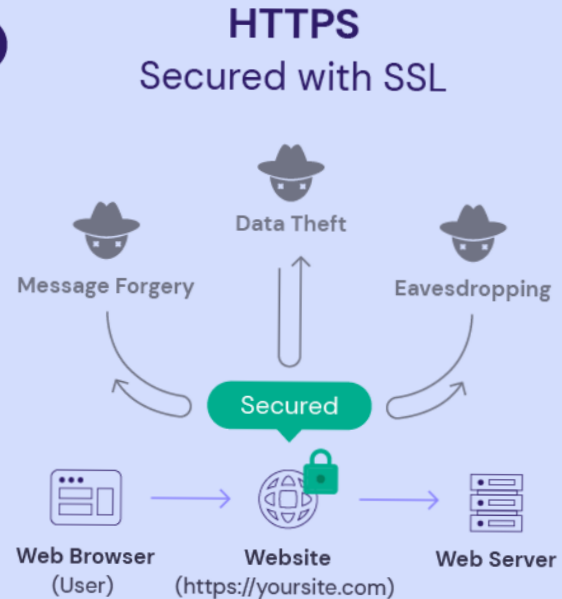 HTTPS
Secured with SSL
Data Theft
Message Forgery
Eavesdropping
Secured
Web Browser
(User)
Website
(https://yoursite.com)
Web Server